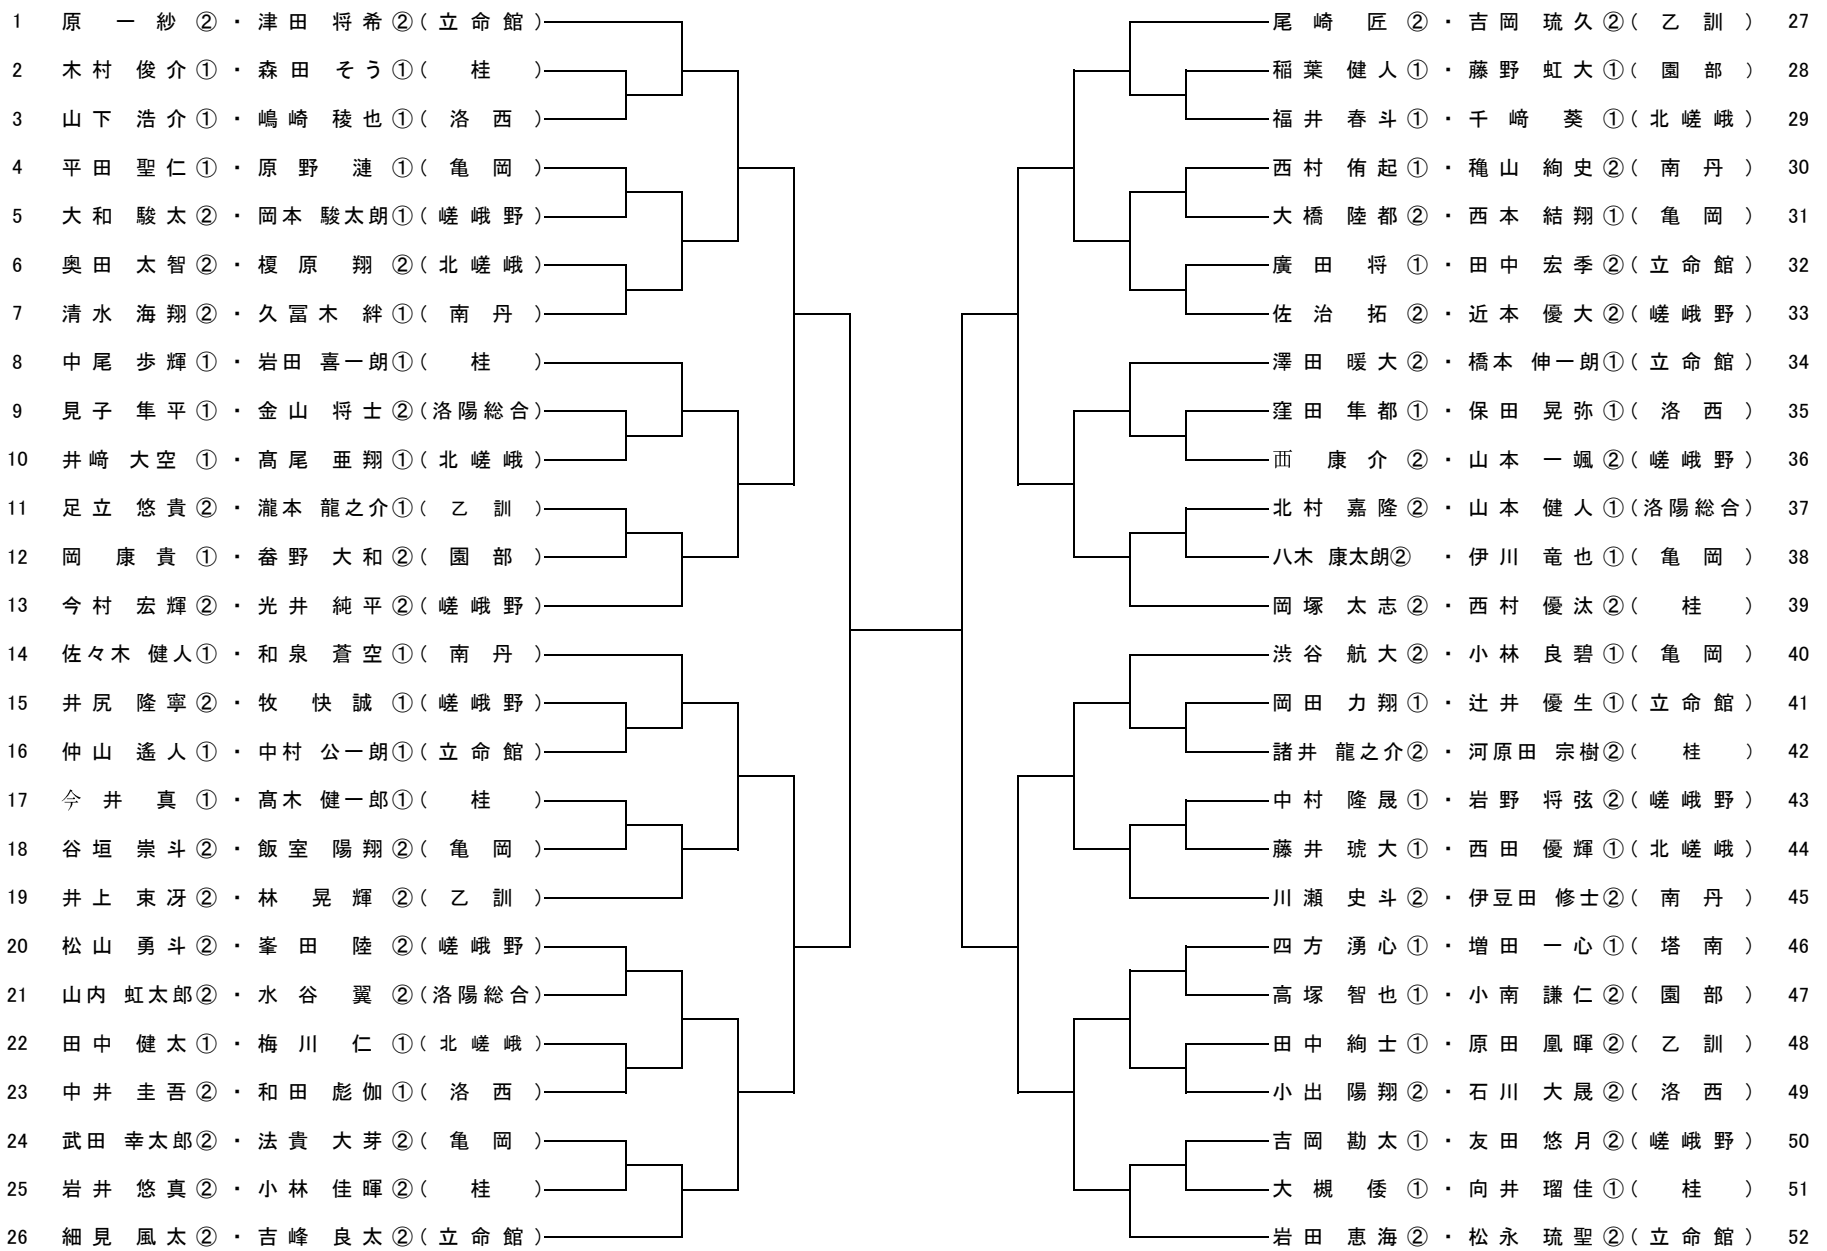 1 原 一 紗 ② ・ 津 田 将 希 ② ( 立 命 館 )
2 木 村 俊 介 ① ・ 森 田 そ う ① ( 桂 )
3 山 下 浩 介 ① ・ 嶋 崎 稜 也 ① ( 洛 西 )
4 平 田 聖 仁 ① ・ 原 野 漣 ① ( 亀 岡 )
5 大 和 駿 太 ② ・ 岡本 駿太朗① ( 嵯 峨 野 )
6 奥 田 太 智 ② ・ 榎 原 翔 ② ( 北 嵯 峨 )
7 清 水 海 翔 ② ・ 久 冨 木 絆 ① ( 南 丹 )
8 中 尾 歩 輝 ① ・ 岩田 喜一朗① ( 桂 )
9 見 子 隼 平 ① ・ 金 山 将 士 ② (洛陽総合)
10 井﨑 大空 ① ・ 髙 尾 亜 翔 ① ( 北 嵯 峨 )
11 足 立 悠 貴 ② ・ 瀧本 龍之介① ( 乙 訓 )
12 岡 康 貴 ① ・ 番 野 大 和 ② ( 園 部 )
13 今 村 宏 輝 ② ・ 光 井 純 平 ② ( 嵯 峨 野 )
14 佐々木 健人① ・ 和 泉 蒼 空 ① ( 南 丹 )
15 井 尻 隆 寧 ② ・ 牧 快 誠 ① ( 嵯 峨 野 )
16 仲 山 遙 人 ① ・ 中村 公一朗① ( 立 命 館 )
17 今 井 真 ① ・ 髙木 健一郎① ( 桂 )
18 谷 垣 崇 斗 ② ・ 飯 室 陽 翔 ② ( 亀 岡 )
19 井 上 束 冴 ② ・ 林 晃 輝 ② ( 乙 訓 )
20 松 山 勇 斗 ② ・ 峯 田 陸 ② ( 嵯 峨 野 )
21 山内 虹太郎② ・ 水 谷 翼 ② (洛陽総合)
22 田 中 健 太 ① ・ 梅 川 仁 ① ( 北 嵯 峨 )
23 中 井 圭 吾 ② ・ 和 田 彪 伽 ① ( 洛 西 )
24 武田 幸太郎② ・ 法 貴 大 芽 ② ( 亀 岡 )
25 岩 井 悠 真 ② ・ 小 林 佳 暉 ② ( 桂 )
26 細 見 風 太 ② ・ 吉 峰 良 太 ② ( 立 命 館 )
尾 崎 匠 ② ・ 吉 岡 琉 久 ② ( 乙 訓 ) 27
稲 葉 健 人 ① ・ 藤 野 虹 大 ① ( 園 部 ) 28
福 井 春 斗 ① ・ 千 﨑 葵 ① ( 北 嵯 峨 ) 29
西 村 侑 起 ① ・ 穐 山 絢 史 ② ( 南 丹 ) 30
大 橋 陸 都 ② ・ 西 本 結 翔 ① ( 亀 岡 ) 31
廣 田 将 ① ・ 田 中 宏 季 ② ( 立 命 館 ) 32
佐 治 拓 ② ・ 近 本 優 大 ② ( 嵯 峨 野 ) 33
澤 田 暖 大 ② ・ 橋本 伸一朗① ( 立 命 館 ) 34
窪 田 隼 都 ① ・ 保 田 晃 弥 ① ( 洛 西 ) 35
康 介 ② ・ 山 本 一 颯 ② ( 嵯 峨 野 ) 36
北 村 嘉 隆 ② ・ 山 本 健 人 ① (洛陽総合) 37
八木 康太朗② ・ 伊 川 竜 也 ① ( 亀 岡 ) 38
岡 塚 太 志 ② ・ 西 村 優 汰 ② ( 桂 ) 39
渋 谷 航 大 ② ・ 小 林 良 碧 ① ( 亀 岡 ) 40
岡 田 力 翔 ① ・ 辻 井 優 生 ① ( 立 命 館 ) 41
諸井 龍之介② ・ 河原田 宗樹② ( 桂 ) 42
中 村 隆 晟 ① ・ 岩 野 将 弦 ② ( 嵯 峨 野 ) 43
藤 井 琥 大 ① ・ 西 田 優 輝 ① ( 北 嵯 峨 ) 44
川 瀬 史 斗 ② ・ 伊豆田 修士② ( 南 丹 ) 45
四 方 湧 心 ① ・ 増 田 一 心 ① ( 塔 南 ) 46
高 塚 智 也 ① ・ 小 南 謙 仁 ② ( 園 部 ) 47
田 中 絢 士 ① ・ 原 田 凰 暉 ② ( 乙 訓 ) 48
小 出 陽 翔 ② ・ 石 川 大 晟 ② ( 洛 西 ) 49
吉 岡 勘 太 ① ・ 友 田 悠 月 ② ( 嵯 峨 野 ) 50
大 槻 倭 ① ・ 向 井 瑠 佳 ① ( 桂 ) 51
岩 田 恵 海 ② ・ 松 永 琉 聖 ② ( 立 命 館 ) 52